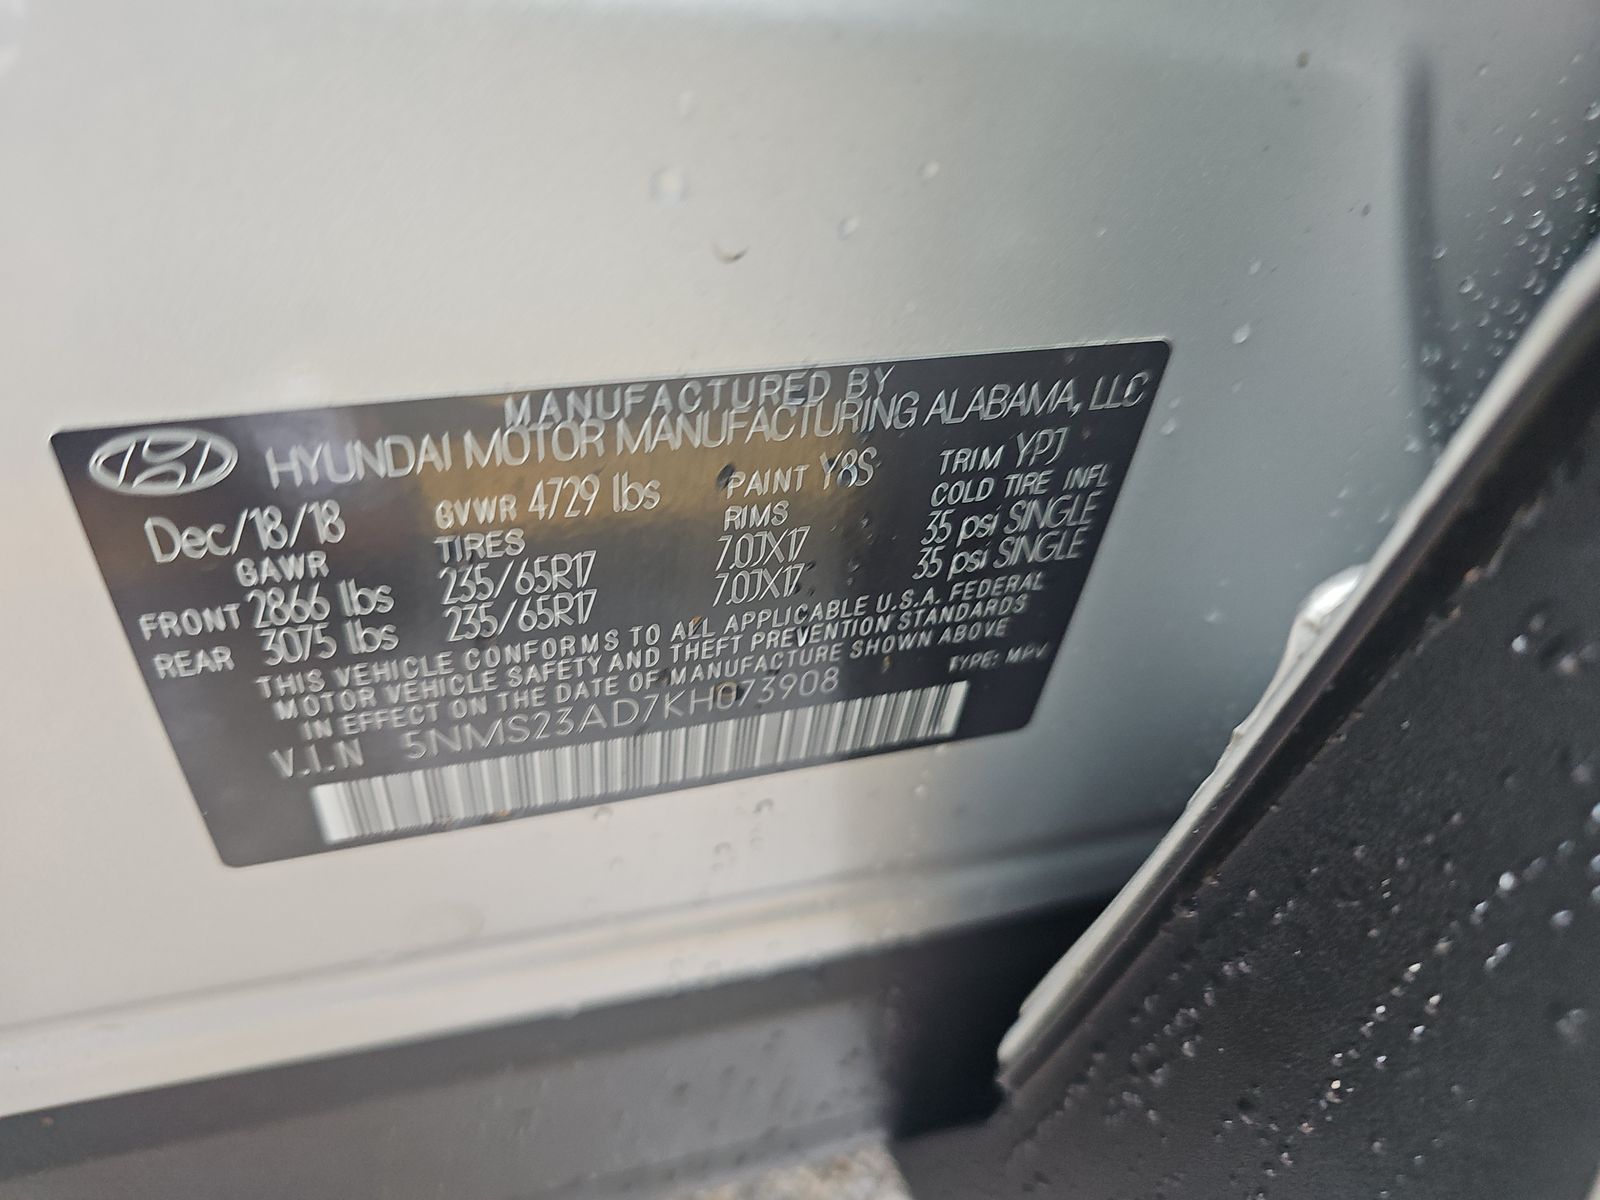 MANUFACTURED BY
HYUNDAI MOTOR MANUFACTURING ALABAMA, LLC
Dec/18/18 GVWR 4729 lbs PAINT Y8S TRIM YPJ
GAWR TIRES RIMS COLD TIRE INFL
FRONT 2866 lbs 235/65R17 7.0JX17 35 psi SINGLE
REAR 3075 lbs 235/65R17 7.0JX17 35 psi SINGLE
THIS VEHICLE CONFORMS TO ALL APPLICABLE U.S.A. FEDERAL
MOTOR VEHICLE SAFETY AND THEFT PREVENTION STANDARDS
IN EFFECT ON THE DATE OF MANUFACTURE SHOWN ABOVE
V.I.N 5NMS23AD7KH073908 TYPE: MPV